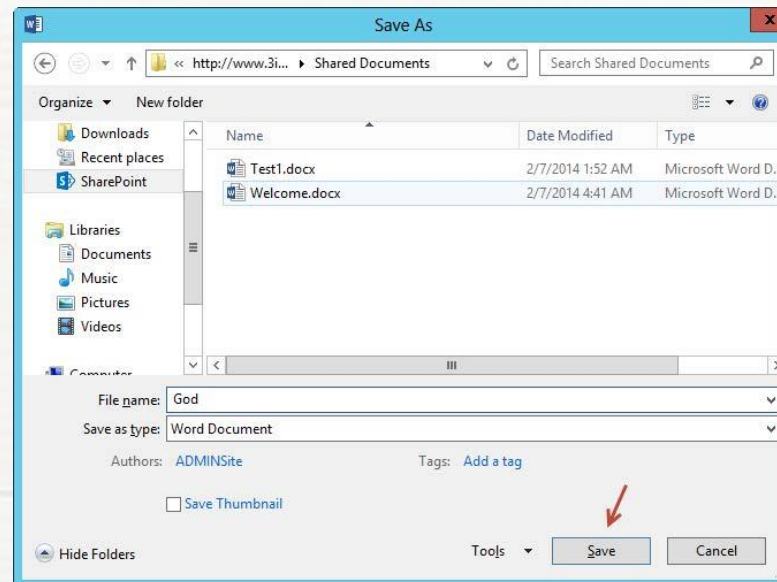 Save As
x
« http://www.3i... Shared Documents
Search Shared Documents
Organize New folder
Name Date Modified Type
Downloads
Recent places
SharePoint
Libraries
Documents
Music
Pictures
Videos
Test1.docx 2/7/2014 1:52 AM Microsoft Word D.
Welcome.docx 2/7/2014 4:41 AM Microsoft Word D.
File name: God
Save as type: Word Document
Authors: ADMINSite Tags: Add a tag
Save Thumbnail
Hide Folders Tools Save Cancel